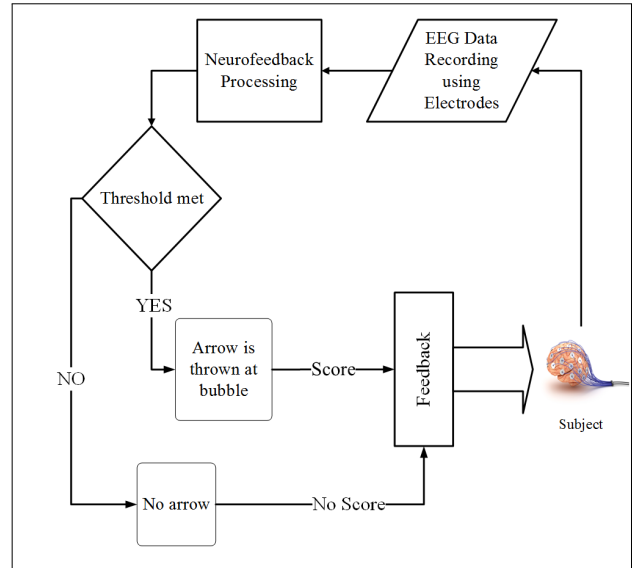 Neurofeedback
Processing
EEG Data
Recording
using
Electrodes
Threshold met
YES
NO
Arrow is
thrown at
bubble
Score
Feedback
Subject
No arrow
No Score